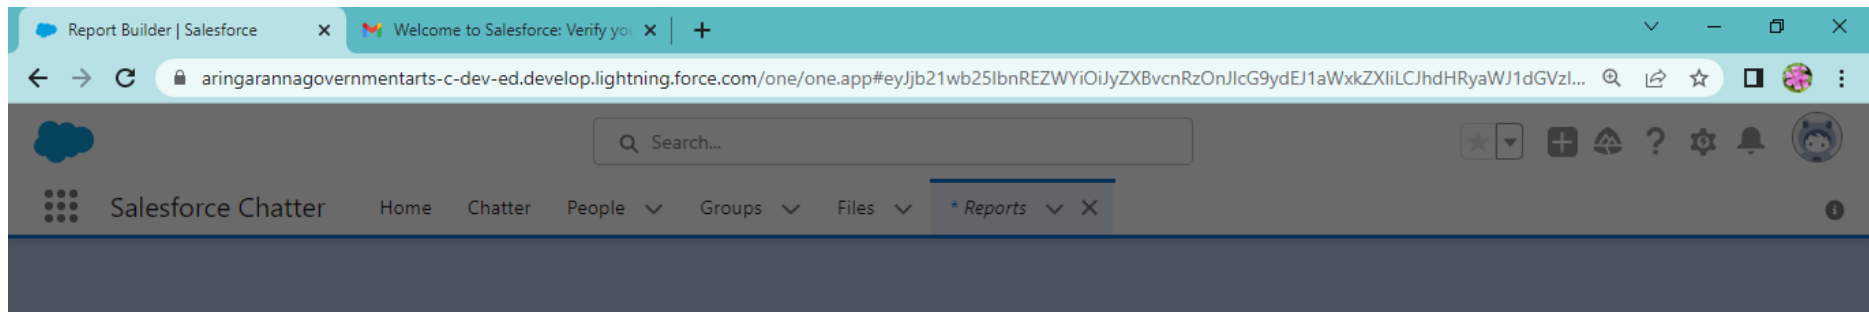 Report Builder | Salesforce
Welcome to Salesforce: Verify you
aringarannagovernmentarts-c-dev-ed.develop.lightning.force.com/one/one.app#eyJjb21wb25lbnREZWYiOiJyZXBvcnRzOnJlcG9ydEJ1aWxkZXIiLCJhdHRyaWJ1dGVzI...
Search...
Salesforce Chatter Home Chatter People Groups Files * Reports